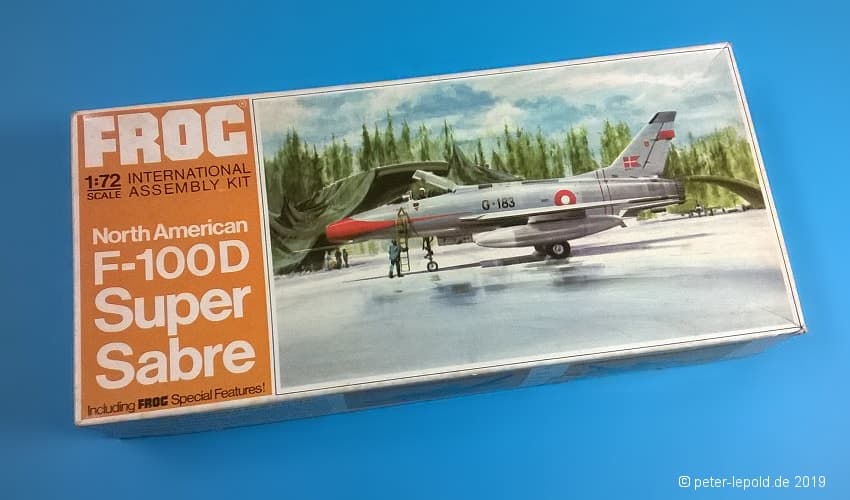 FROG®
1:72 SCALE INTERNATIONAL ASSEMBLY KIT
North American
F-100D
Super
Sabre
Including FROG Special Features!
G-183
© peter-lepold.de 2019